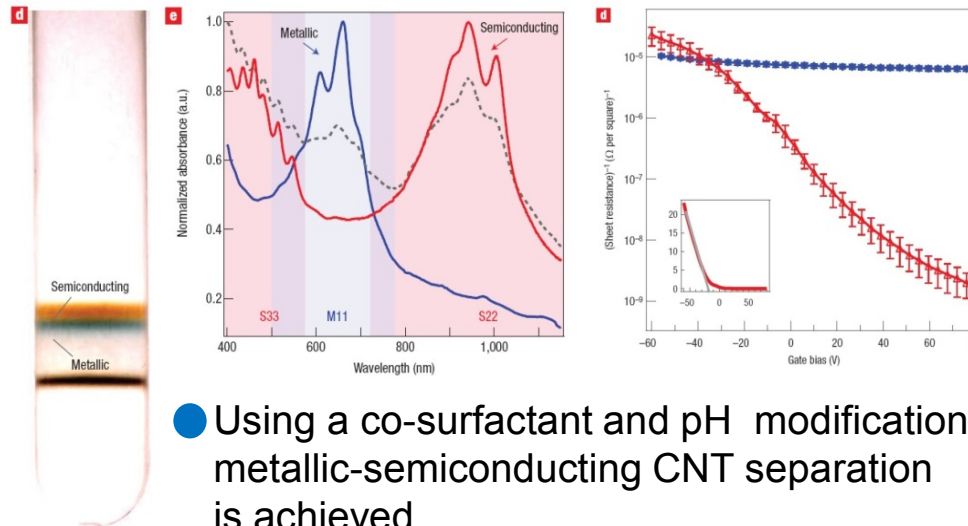 d
Semiconducting
Metallic
e
Normalized absorbance (a.u.)
1.0
0.8
0.6
0.4
0.2
Metallic
Semiconducting
S33
M11
S22
400
600
800
1,000
Wavelength (nm)
d
(Sheet resistance)⁻¹ (Ω per square)⁻¹
10⁻⁵
10⁻⁶
10⁻⁷
10⁻⁸
10⁻⁹
20
15
10
5
0
−50
0
50
−60
−40
−20
0
20
40
60
Gate bias (V)
Using a co-surfactant and pH modification
metallic-semiconducting CNT separation
is achieved